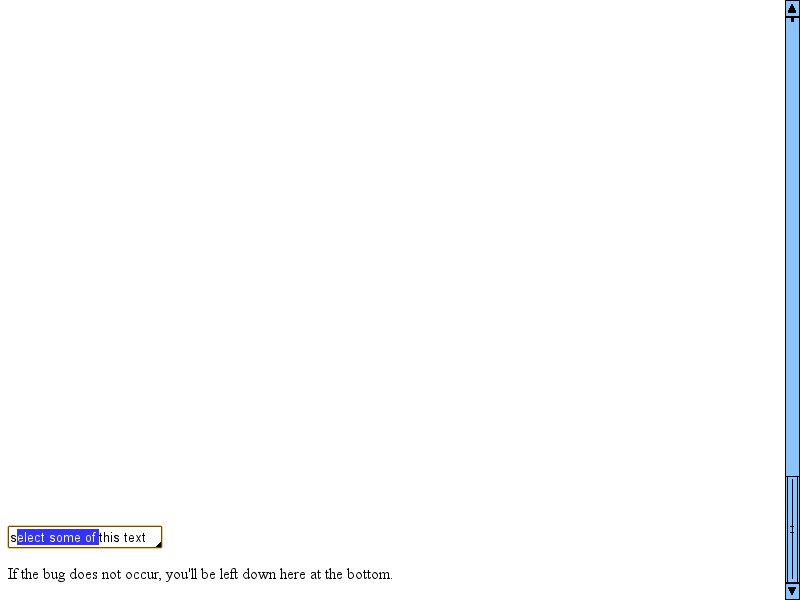 select some of this text
If the bug does not occur, you'll be left down here at the bottom.